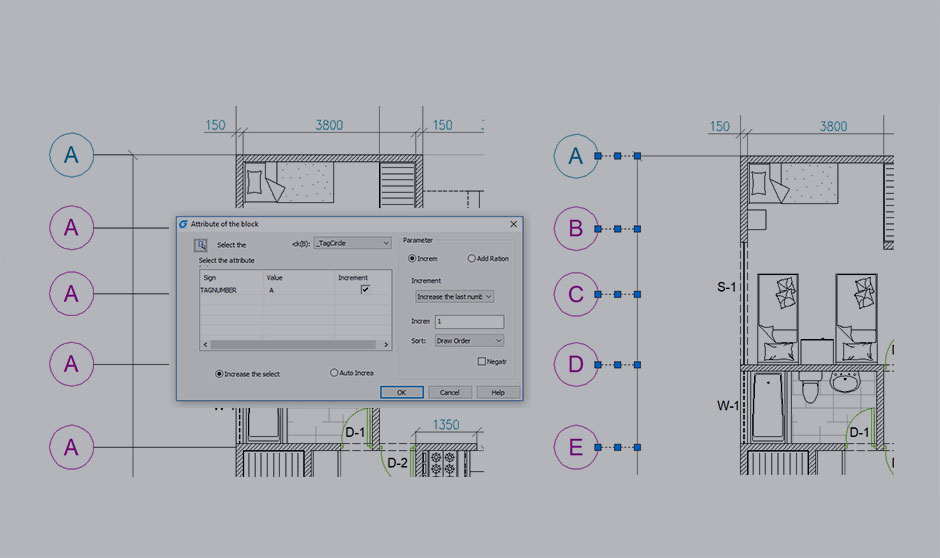 150 3800 150
A
A
A
A
A
Attribute of the block
Select the
ck(B):
_TagCircle
Select the attribute
Sign Value Increment
TAGNUMBER A
Increase the select
Auto Increa
Parameter
Increm
Add Ration
Increment
Increase the last numb
Incren
1
Sort:
Draw Order
Negatr
OK Cancel Help
D-1
D-2
1350
150 3800
A
B
C
D
E
S-1
W-1
D-1